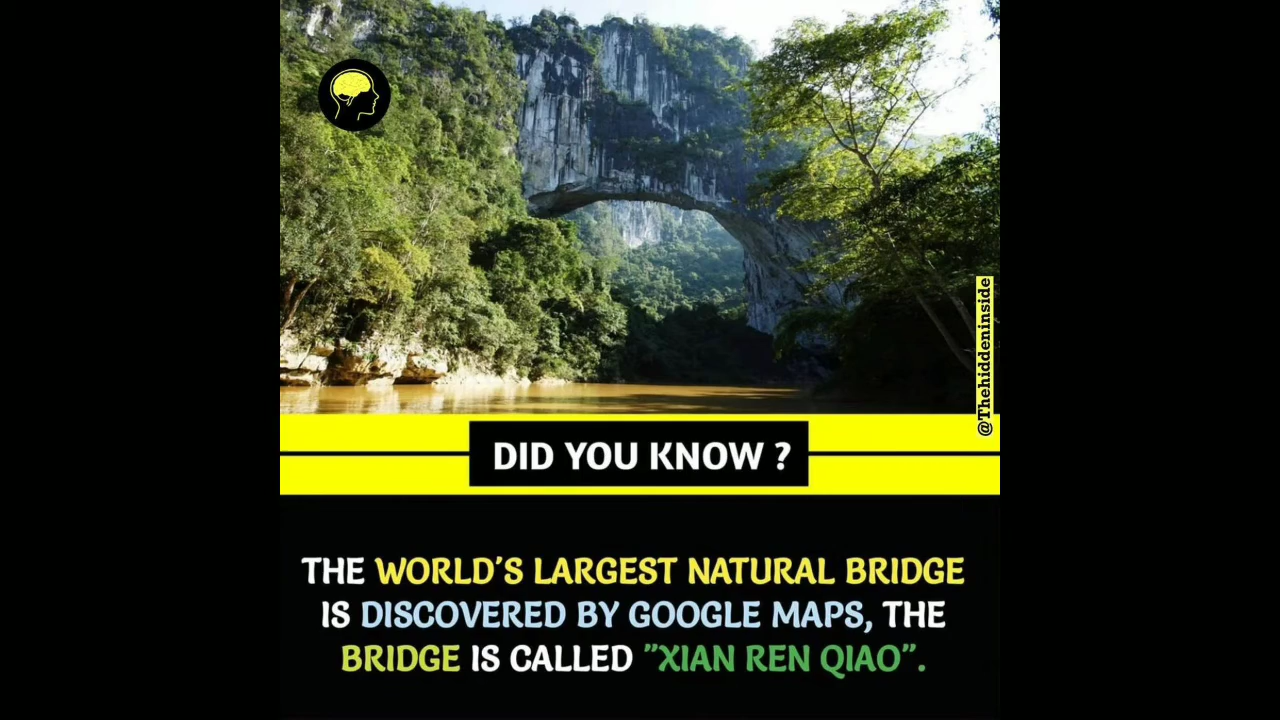 @Thehiddeninside
DID YOU KNOW ?
THE WORLD'S LARGEST NATURAL BRIDGE
IS DISCOVERED BY GOOGLE MAPS, THE
BRIDGE IS CALLED "XIAN REN QIAO".